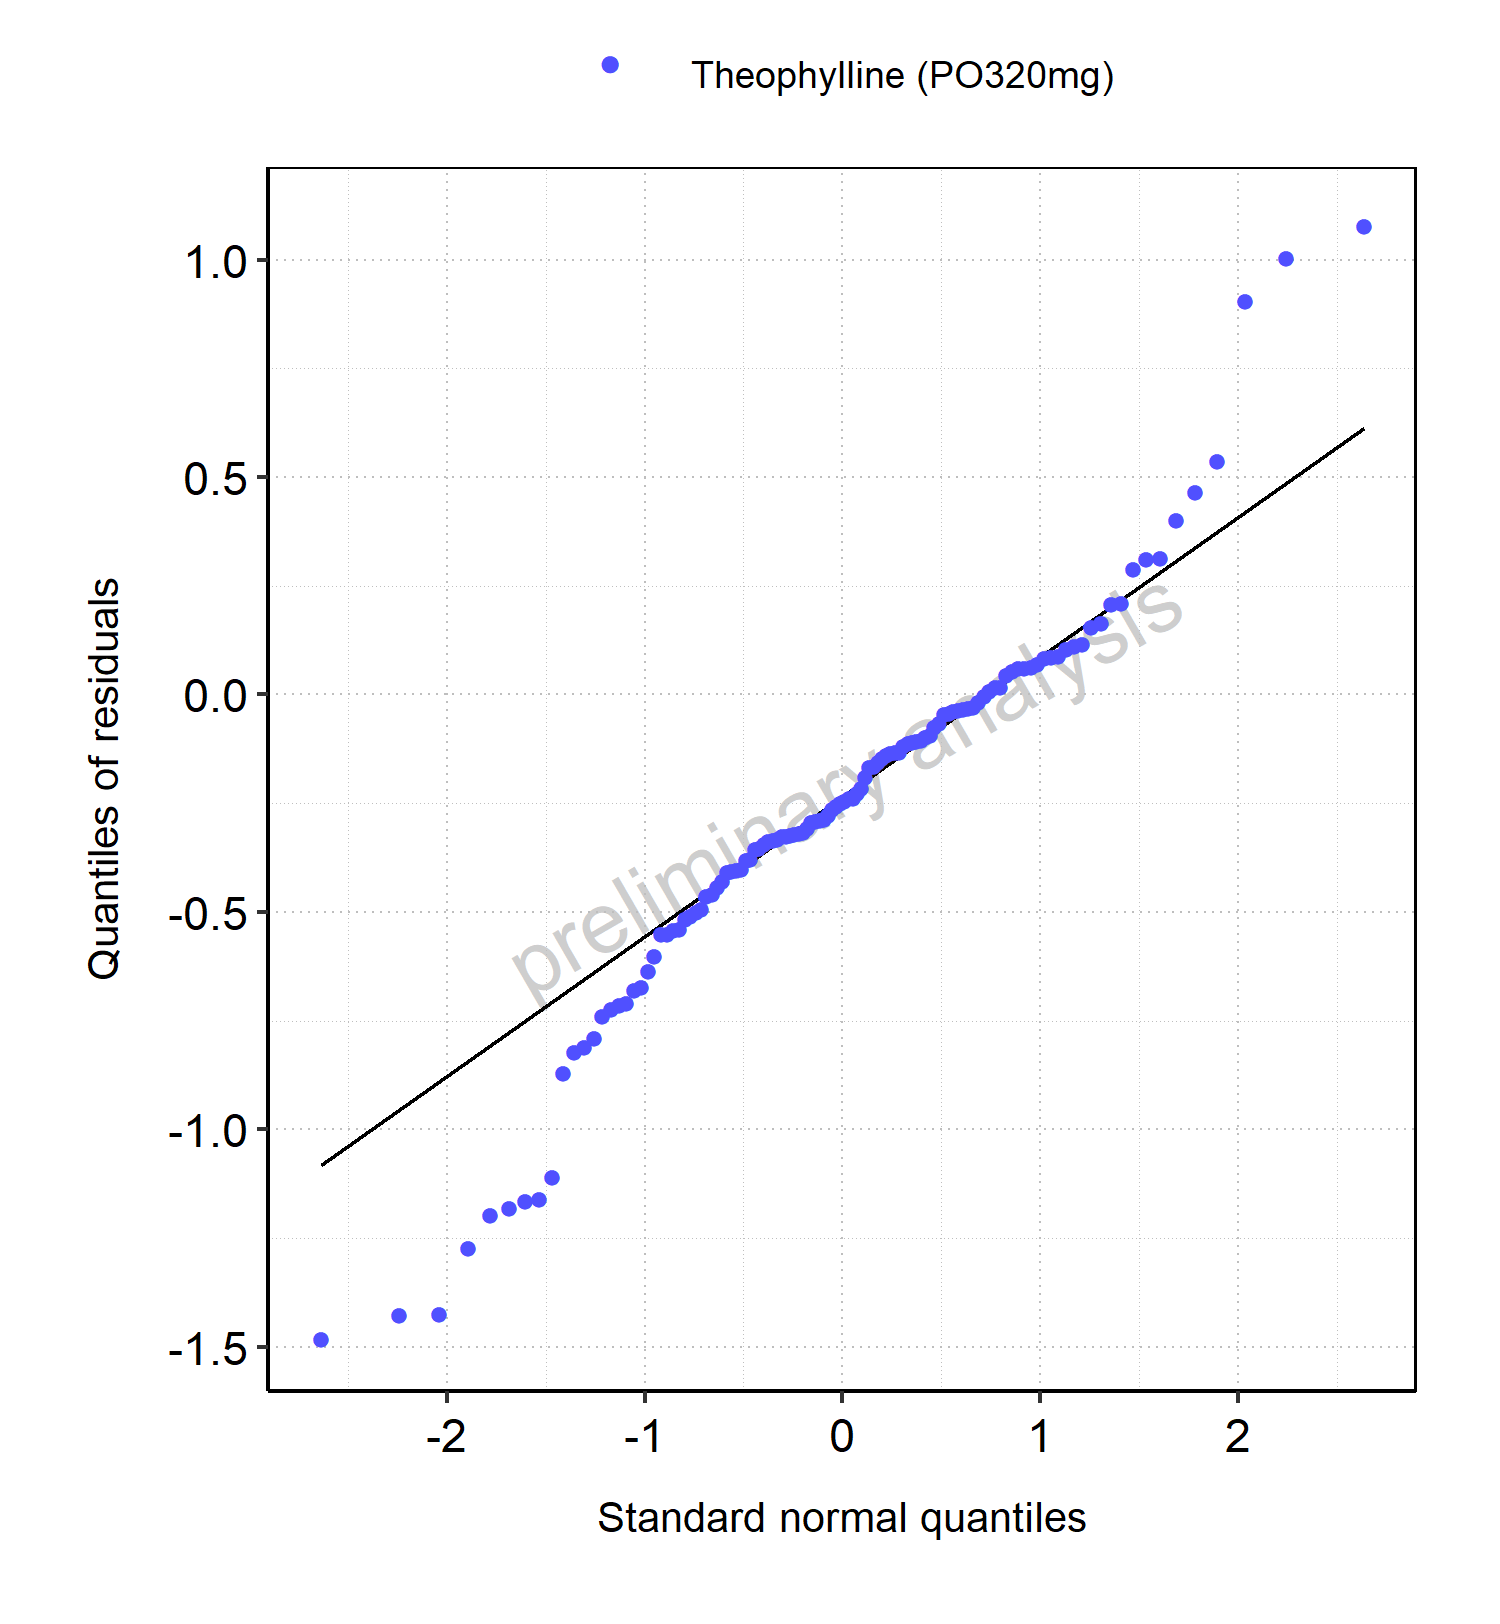 Theophylline (PO320mg)
1.0
0.5
0.0
-0.5
-1.0
-1.5
Quantiles of residuals
preliminary analysis
-2 -1 0 1 2
Standard normal quantiles